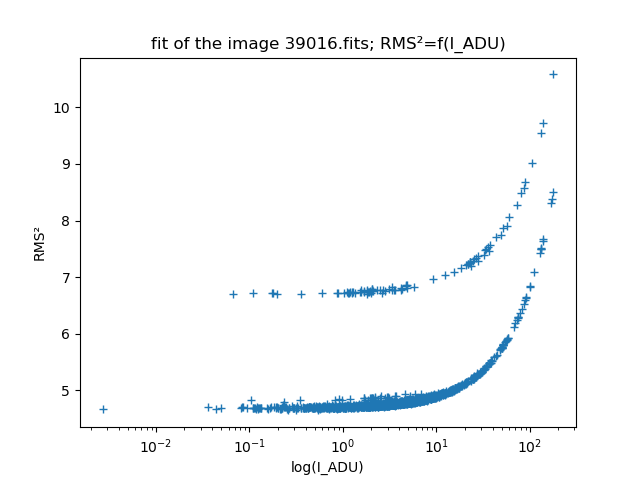 fit of the image 39016.fits; RMS²=f(I_ADU)
RMS²
10
9
8
7
6
5
10⁻² 10⁻¹ 10⁰ 10¹ 10²
log(I_ADU)